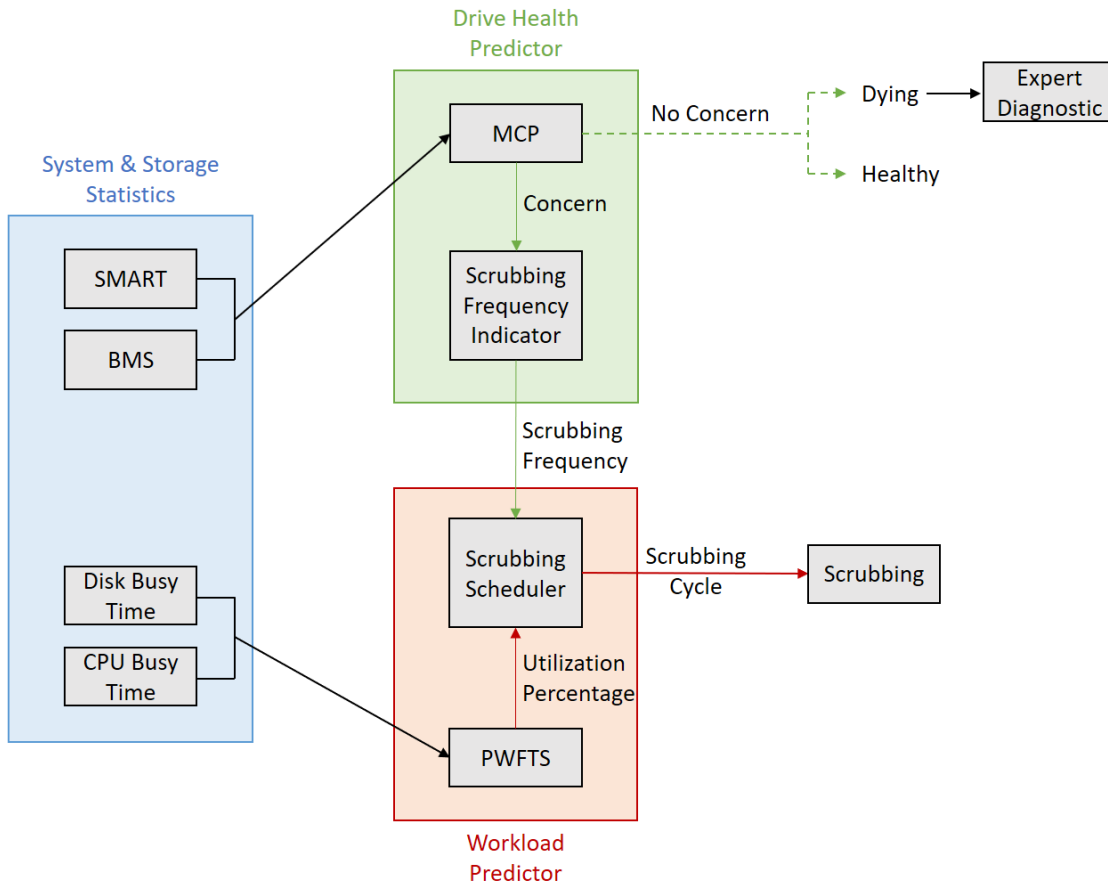 Drive Health
Predictor
System & Storage
Statistics
SMART
BMS
Disk Busy
Time
CPU Busy
Time
MCP
Concern
Scrubbing
Frequency
Indicator
No Concern
Dying
Healthy
Expert
Diagnostic
Scrubbing
Frequency
Scrubbing
Scheduler
Scrubbing
Cycle
Scrubbing
Utilization
Percentage
PWFTS
Workload
Predictor